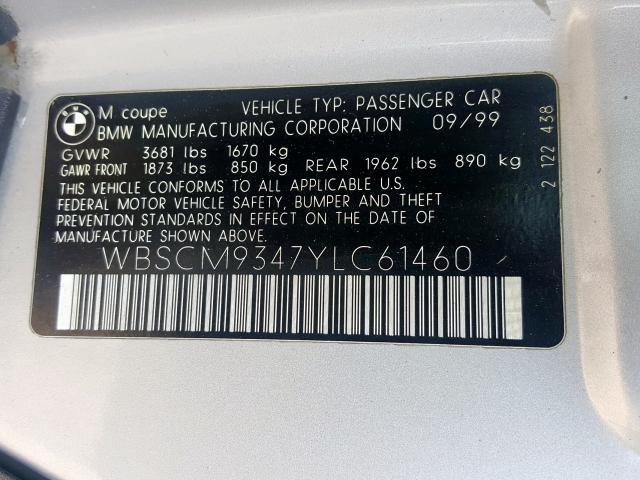 BMW
M coupe VEHICLE TYP: PASSENGER CAR
BMW MANUFACTURING CORPORATION 09/99
GVWR 3681 lbs 1670 kg
GAWR FRONT 1873 lbs 850 kg REAR 1962 lbs 890 kg
THIS VEHICLE CONFORMS TO ALL APPLICABLE U.S.
FEDERAL MOTOR VEHICLE SAFETY, BUMPER AND THEFT
PREVENTION STANDARDS IN EFFECT ON THE DATE OF
MANUFACTURE SHOWN ABOVE.
WBSCM9347YLC61460
2 122 438